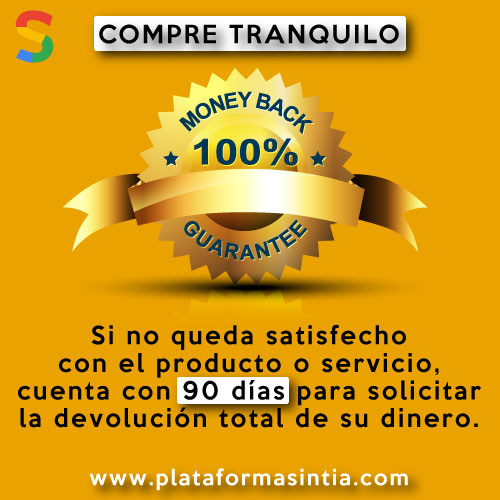 S
COMPRE TRANQUILO
MONEY BACK
★ 100% ★
GUARANTEE
Si no queda satisfecho
con el producto o servicio,
cuenta con 90 días para solicitar
la devolución total de su dinero.
www.plataformasintia.com